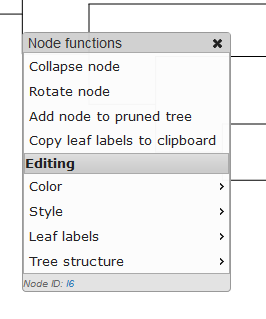 Node functions
Collapse node
Rotate node
Add node to pruned tree
Copy leaf labels to clipboard
Editing
Color
Style
Leaf labels
Tree structure
Node ID: I6